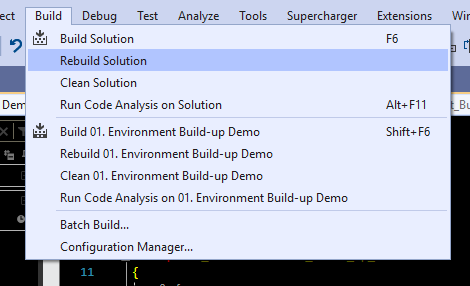 ect Build Debug Test Analyze Tools Supercharger Extensions Win
Build Solution F6
Rebuild Solution
Clean Solution
Run Code Analysis on Solution Alt+F11
Build 01. Environment Build-up Demo Shift+F6
Rebuild 01. Environment Build-up Demo
Clean 01. Environment Build-up Demo
Run Code Analysis on 01. Environment Build-up Demo
Batch Build...
Configuration Manager...
Dem
t_Bu
11 {